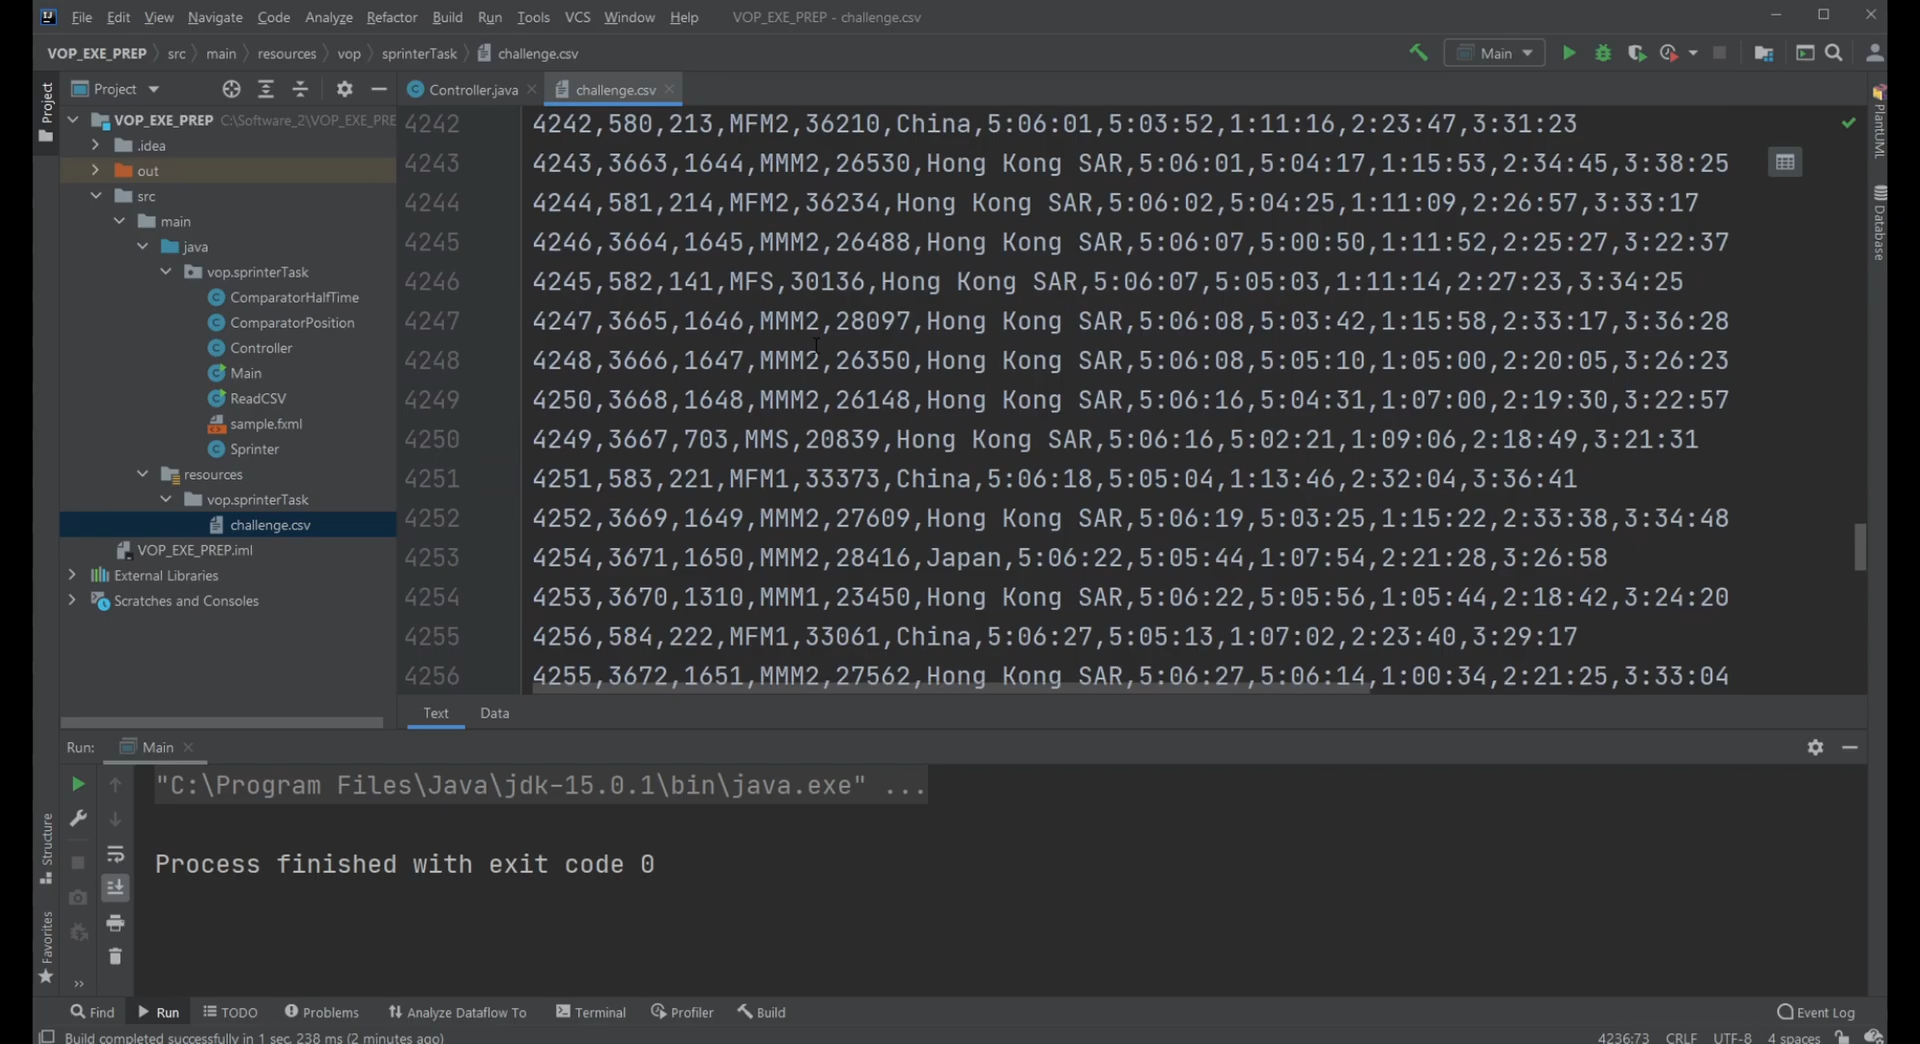 File Edit View Navigate Code Analyze Refactor Build Run Tools VCS Window Help VOP_EXE_PREP - challenge.csv
VOP_EXE_PREP src main resources vop sprinterTask challenge.csv Main
Project
Project
Controller.java
challenge.csv
VOP_EXE_PREP C:\Software_2\VOP_EXE_PRE
.idea
out
src
main
java
vop.sprinterTask
ComparatorHalfTime
ComparatorPosition
Controller
Main
ReadCSV
sample.fxml
Sprinter
resources
vop.sprinterTask
challenge.csv
VOP_EXE_PREP.iml
External Libraries
Scratches and Consoles
4242 4242,580,213,MFM2,36210,China,5:06:01,5:03:52,1:11:16,2:23:47,3:31:23
4243 4243,3663,1644,MMM2,26530,Hong Kong SAR,5:06:01,5:04:17,1:15:53,2:34:45,3:38:25
4244 4244,581,214,MFM2,36234,Hong Kong SAR,5:06:02,5:04:25,1:11:09,2:26:57,3:33:17
4245 4246,3664,1645,MMM2,26488,Hong Kong SAR,5:06:07,5:00:50,1:11:52,2:25:27,3:22:37
4246 4245,582,141,MFS,30136,Hong Kong SAR,5:06:07,5:05:03,1:11:14,2:27:23,3:34:25
4247 4247,3665,1646,MMM2,28097,Hong Kong SAR,5:06:08,5:03:42,1:15:58,2:33:17,3:36:28
4248 4248,3666,1647,MMM2,26350,Hong Kong SAR,5:06:08,5:05:10,1:05:00,2:20:05,3:26:23
4249 4250,3668,1648,MMM2,26148,Hong Kong SAR,5:06:16,5:04:31,1:07:00,2:19:30,3:22:57
4250 4249,3667,703,MMS,20839,Hong Kong SAR,5:06:16,5:02:21,1:09:06,2:18:49,3:21:31
4251 4251,583,221,MFM1,33373,China,5:06:18,5:05:04,1:13:46,2:32:04,3:36:41
4252 4252,3669,1649,MMM2,27609,Hong Kong SAR,5:06:19,5:03:25,1:15:22,2:33:38,3:34:48
4253 4254,3671,1650,MMM2,28416,Japan,5:06:22,5:05:44,1:07:54,2:21:28,3:26:58
4254 4253,3670,1310,MMM1,23450,Hong Kong SAR,5:06:22,5:05:56,1:05:44,2:18:42,3:24:20
4255 4256,584,222,MFM1,33061,China,5:06:27,5:05:13,1:07:02,2:23:40,3:29:17
4256 4255,3672,1651,MMM2,27562,Hong Kong SAR,5:06:27,5:06:14,1:00:34,2:21:25,3:33:04
PlantUML
Database
Text Data
Run: Main
"C:\Program Files\Java\jdk-15.0.1\bin\java.exe" ...
Process finished with exit code 0
Structure
Favorites
Find Run TODO Problems Analyze Dataflow To Terminal Profiler Build Event Log
Build completed successfully in 1 sec, 238 ms (2 minutes ago) 4236:73 CRLF UTF-8 4 spaces